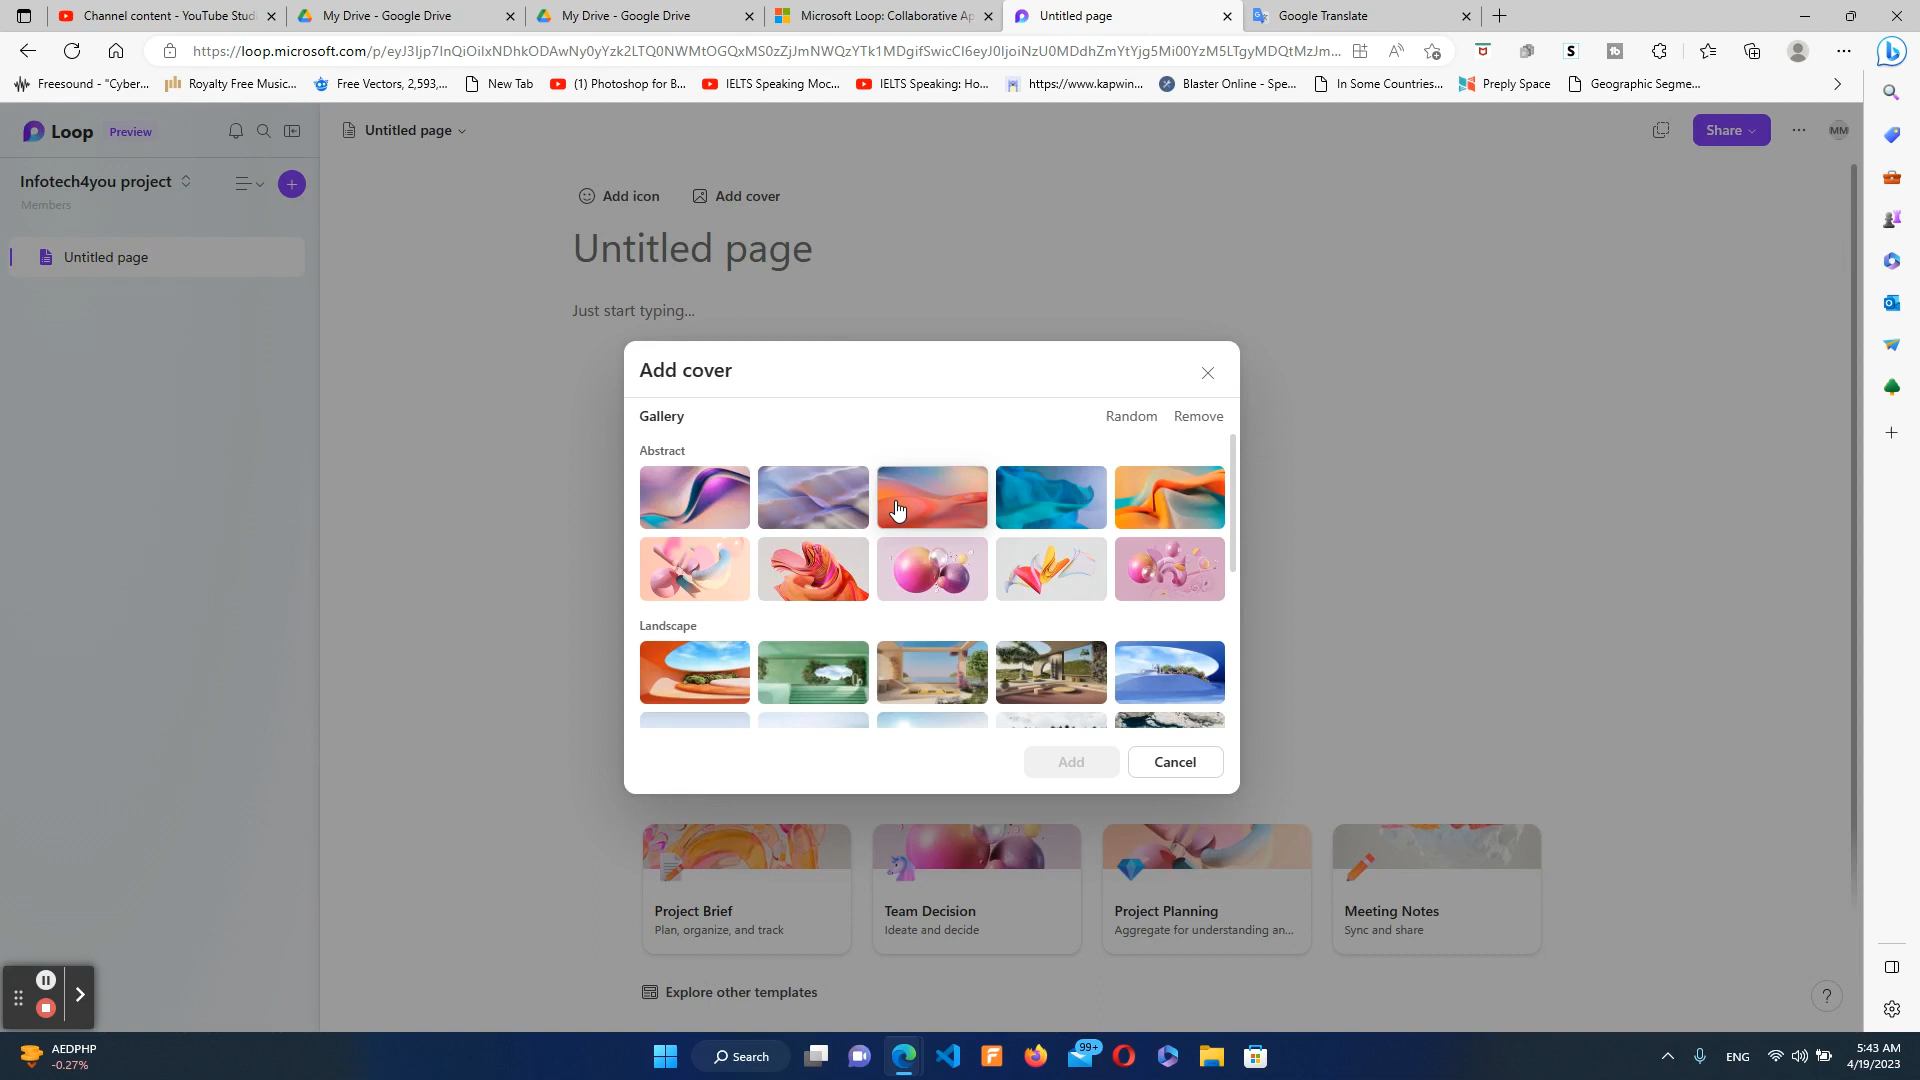 Channel content - YouTube Studi
My Drive - Google Drive
My Drive - Google Drive
Microsoft Loop: Collaborative Ap
Untitled page
Google Translate
Freesound - "Cyber...
Royalty Free Music...
Free Vectors, 2,593,...
New Tab
(1) Photoshop for B...
IELTS Speaking Moc...
IELTS Speaking: Ho...
https://www.kapwin...
Blaster Online - Spe...
In Some Countries...
Preply Space
Geographic Segme...
Loop Preview
Untitled page
Share
MM
Infotech4you project
Members
Untitled page
Add icon
Add cover
Untitled page
Just start typing...
Add cover
Gallery
Random
Remove
Abstract
Landscape
Add
Cancel
Project Brief
Plan, organize, and track
Team Decision
Ideate and decide
Project Planning
Aggregate for understanding an...
Meeting Notes
Sync and share
Explore other templates
?
AEDPHP
-0.27%
Search
99+
ENG
5:43 AM
4/19/2023